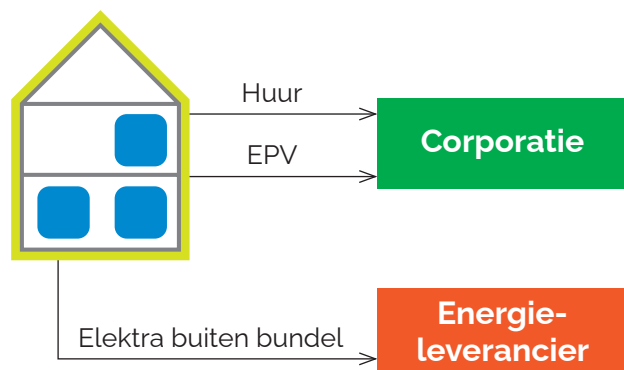 Huur
EPV
Corporatie
Elektra buiten bundel
Energie-
leverancier